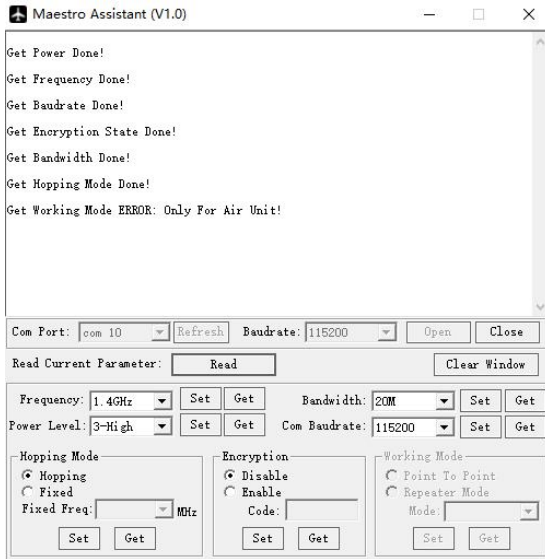 Maestro Assistant (V1.0)
Get Power Done!
Get Frequency Done!
Get Baudrate Done!
Get Encryption State Done!
Get Bandwidth Done!
Get Hopping Mode Done!
Get Working Mode ERROR: Only For Air Unit!
Com Port: com 10 Refresh Baudrate: 115200 Open Close
Read Current Parameter: Read Clear Window
Frequency: 1.4GHz Set Get Bandwidth: 20M Set Get
Power Level: 3-High Set Get Com Baudrate: 115200 Set Get
Hopping Mode Encryption Working Mode
Hopping Disable Point To Point
Fixed Enable Repeater Mode
Fixed Freq: MHz Code: Mode:
Set Get Set Get Set Get